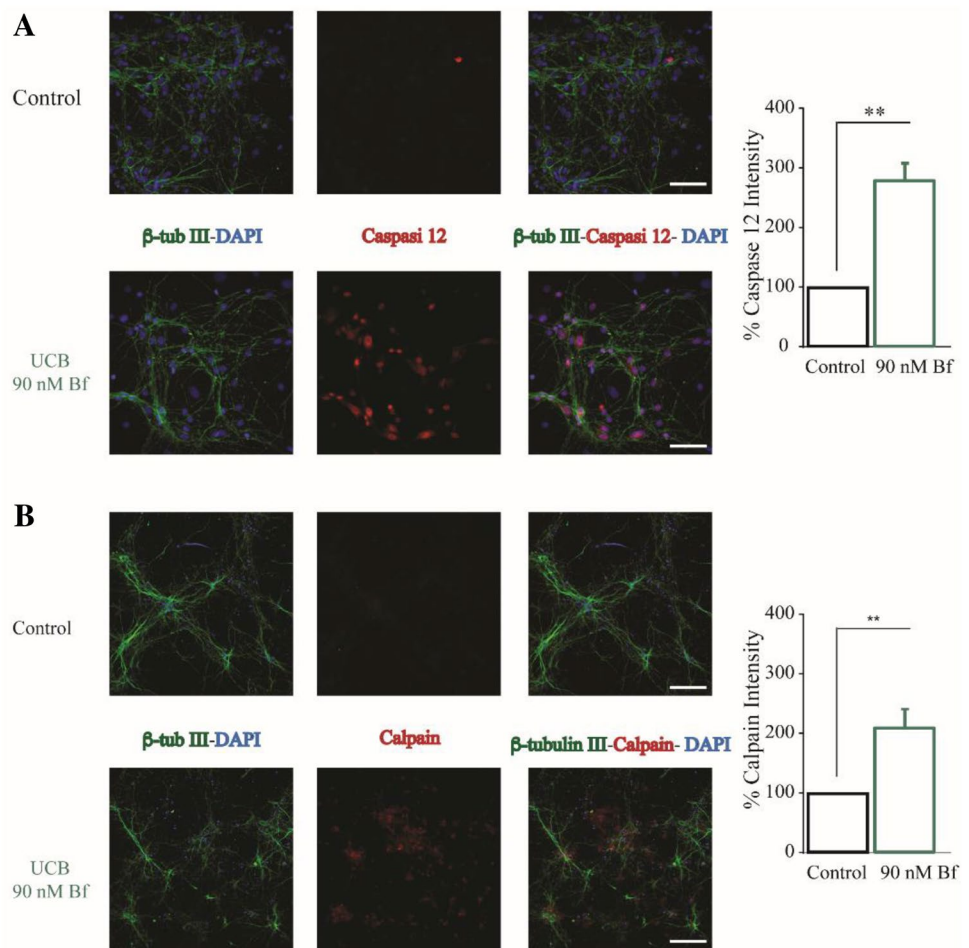 A
Control
β-tub III-DAPI
Caspasi 12
β-tub III-Caspasi 12- DAPI
UCB
90 nM Bf
% Caspase 12 Intensity
400
300
200
100
0
**
Control
90 nM Bf
B
Control
β-tub III-DAPI
Calpain
β-tubulin III-Calpain- DAPI
UCB
90 nM Bf
% Calpain Intensity
400
300
200
100
0
**
Control
90 nM Bf